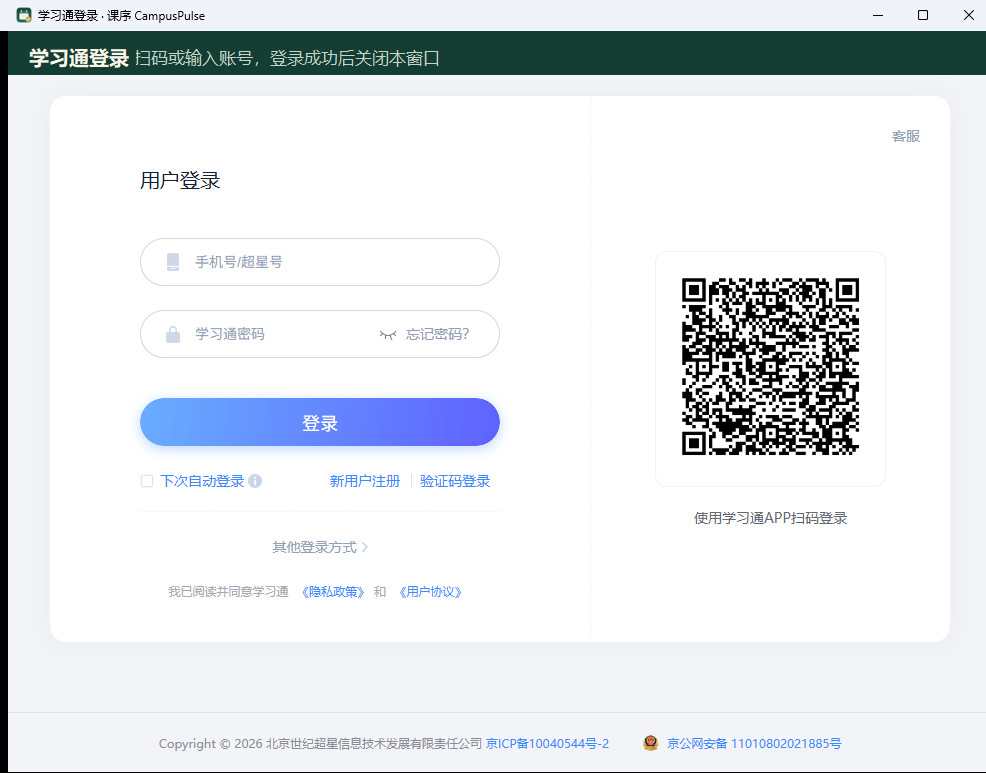 学习通登录 · 课序 CampusPulse
学习通登录 扫码或输入账号，登录成功后关闭本窗口
客服
用户登录
手机号/超星号
学习通密码 忘记密码?
登录
下次自动登录 新用户注册 验证码登录
其他登录方式
我已阅读并同意学习通 《隐私政策》 和 《用户协议》
使用学习通APP扫码登录
Copyright © 2026 北京世纪超星信息技术发展有限责任公司 京ICP备10040544号-2 京公网安备 11010802021885号